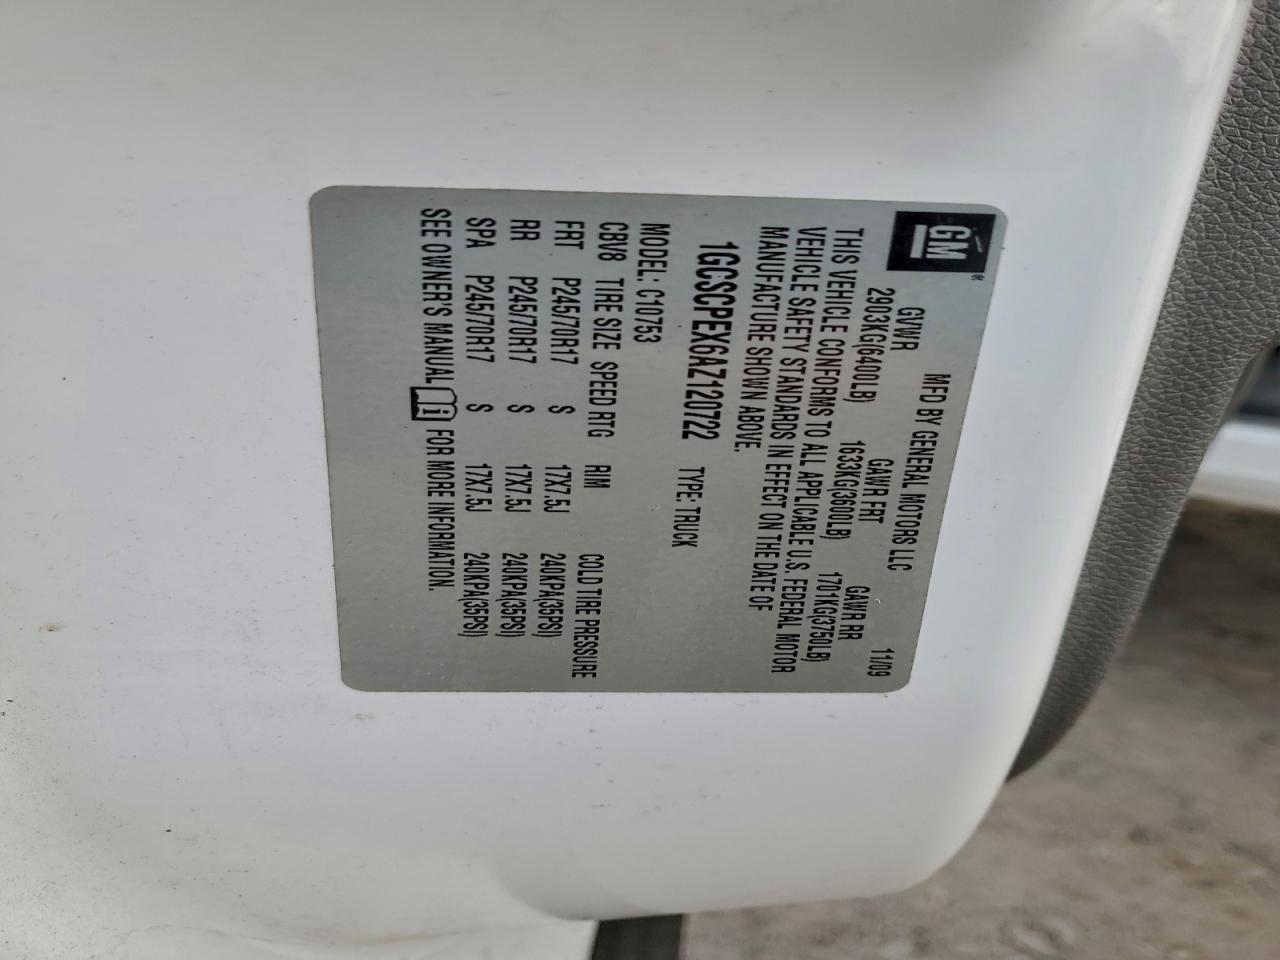 GM®
MFD BY GENERAL MOTORS LLC 11/09
GVWR GAWR FRT GAWR RR
2903KG(6400LB) 1633KG(3600LB) 1701KG(3750LB)
THIS VEHICLE CONFORMS TO ALL APPLICABLE U.S. FEDERAL MOTOR
VEHICLE SAFETY STANDARDS IN EFFECT ON THE DATE OF
MANUFACTURE SHOWN ABOVE.
1GCSCPEX6AZ120722 TYPE: TRUCK
MODEL: C10753
CBV8 TIRE SIZE SPEED RTG RIM COLD TIRE PRESSURE
FRT P245/70R17 S 17X7.5J 240KPA(35PSI)
RR P245/70R17 S 17X7.5J 240KPA(35PSI)
SPA P245/70R17 S 17X7.5J 240KPA(35PSI)
SEE OWNER'S MANUAL FOR MORE INFORMATION.